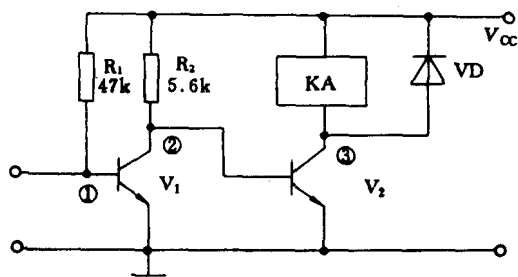 V_CC
R₁
47k
R₂
5.6k
KA
VD
①
②
③
V₁
V₂